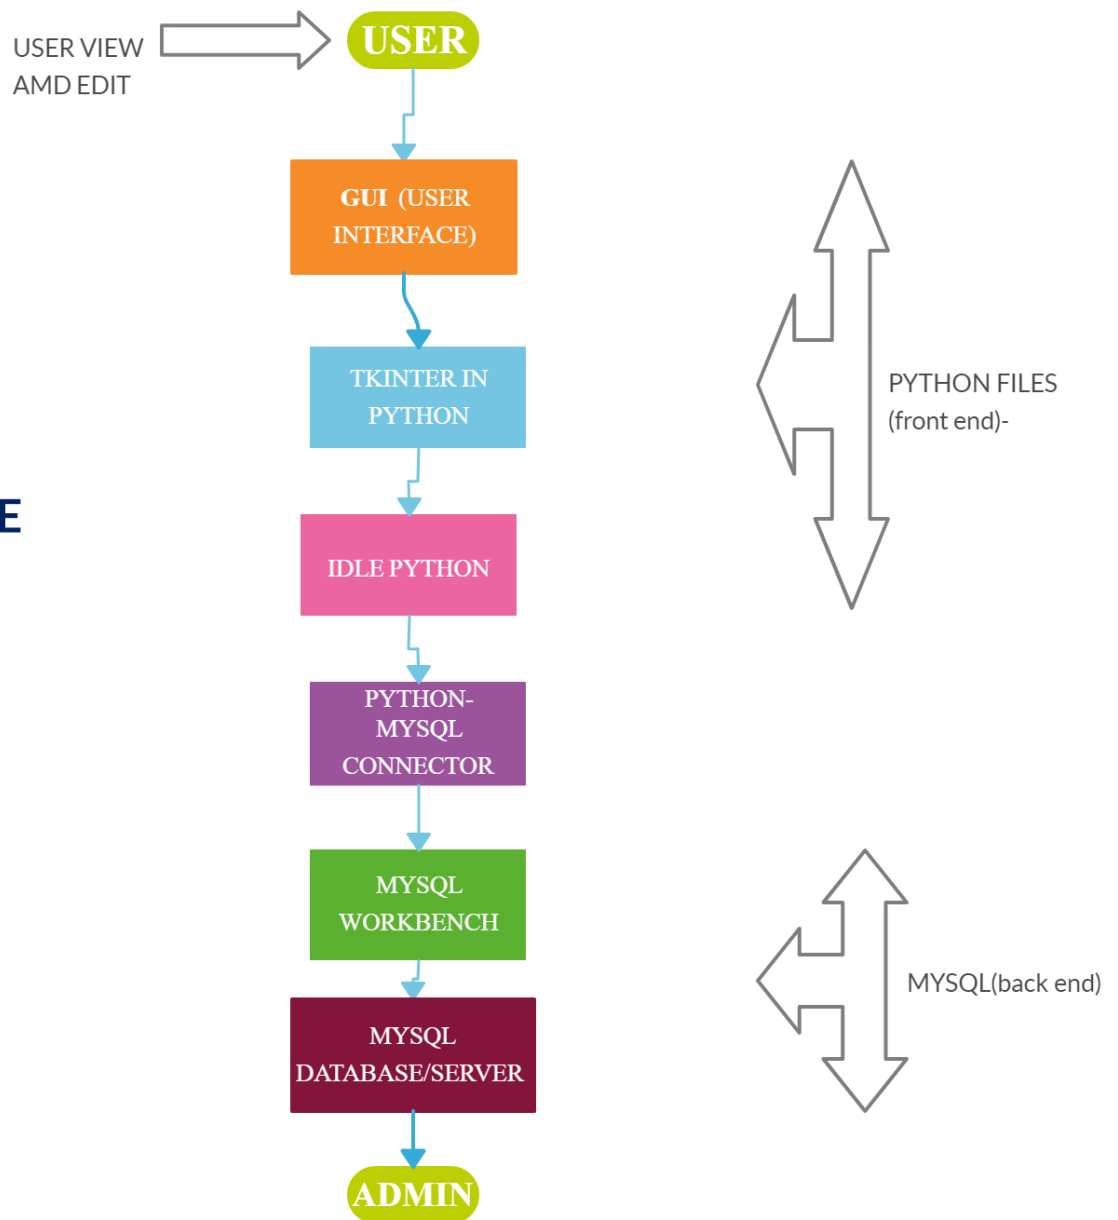 USER VIEW
AMD EDIT
USER
GUI (USER
INTERFACE)
TKINTER IN
PYTHON
PYTHON FILES
(front end)-
E
IDLE PYTHON
PYTHON-
MYSQL
CONNECTOR
MYSQL
WORKBENCH
MYSQL(back end)
MYSQL
DATABASE/SERVER
ADMIN